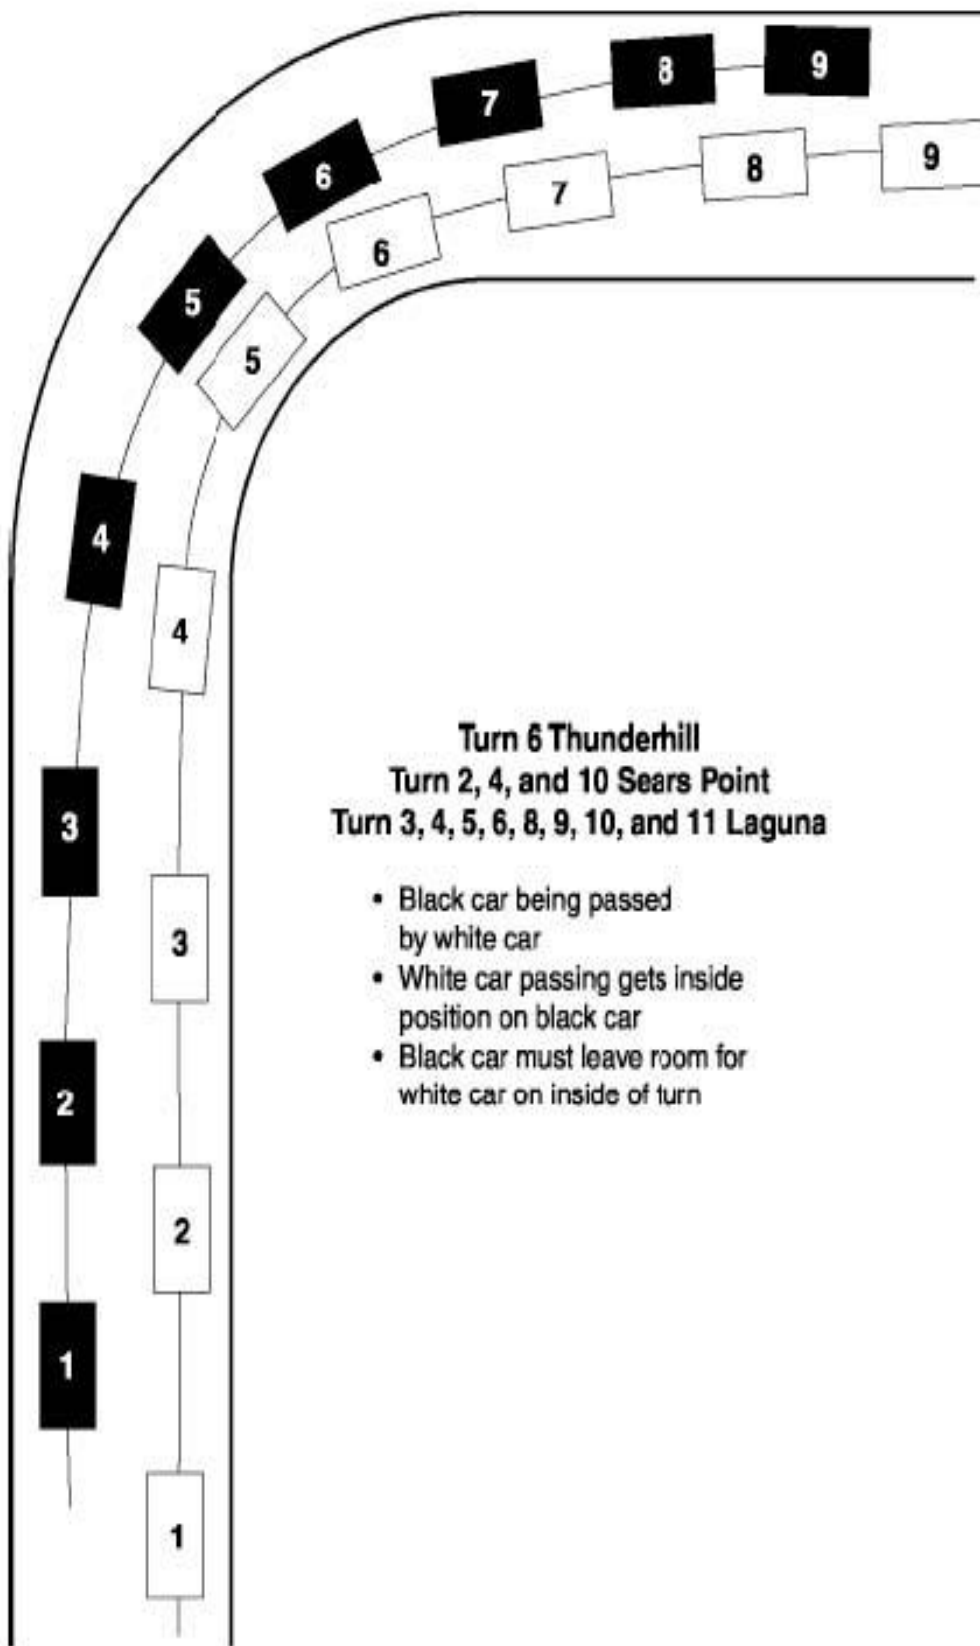 9
8
7
6
5
4
3
2
1
9
8
7
6
5
4
3
2
1
Turn 6 Thunderhill
Turn 2, 4, and 10 Sears Point
Turn 3, 4, 5, 6, 8, 9, 10, and 11 Laguna
• Black car being passed
by white car
• White car passing gets inside
position on black car
• Black car must leave room for
white car on inside of turn